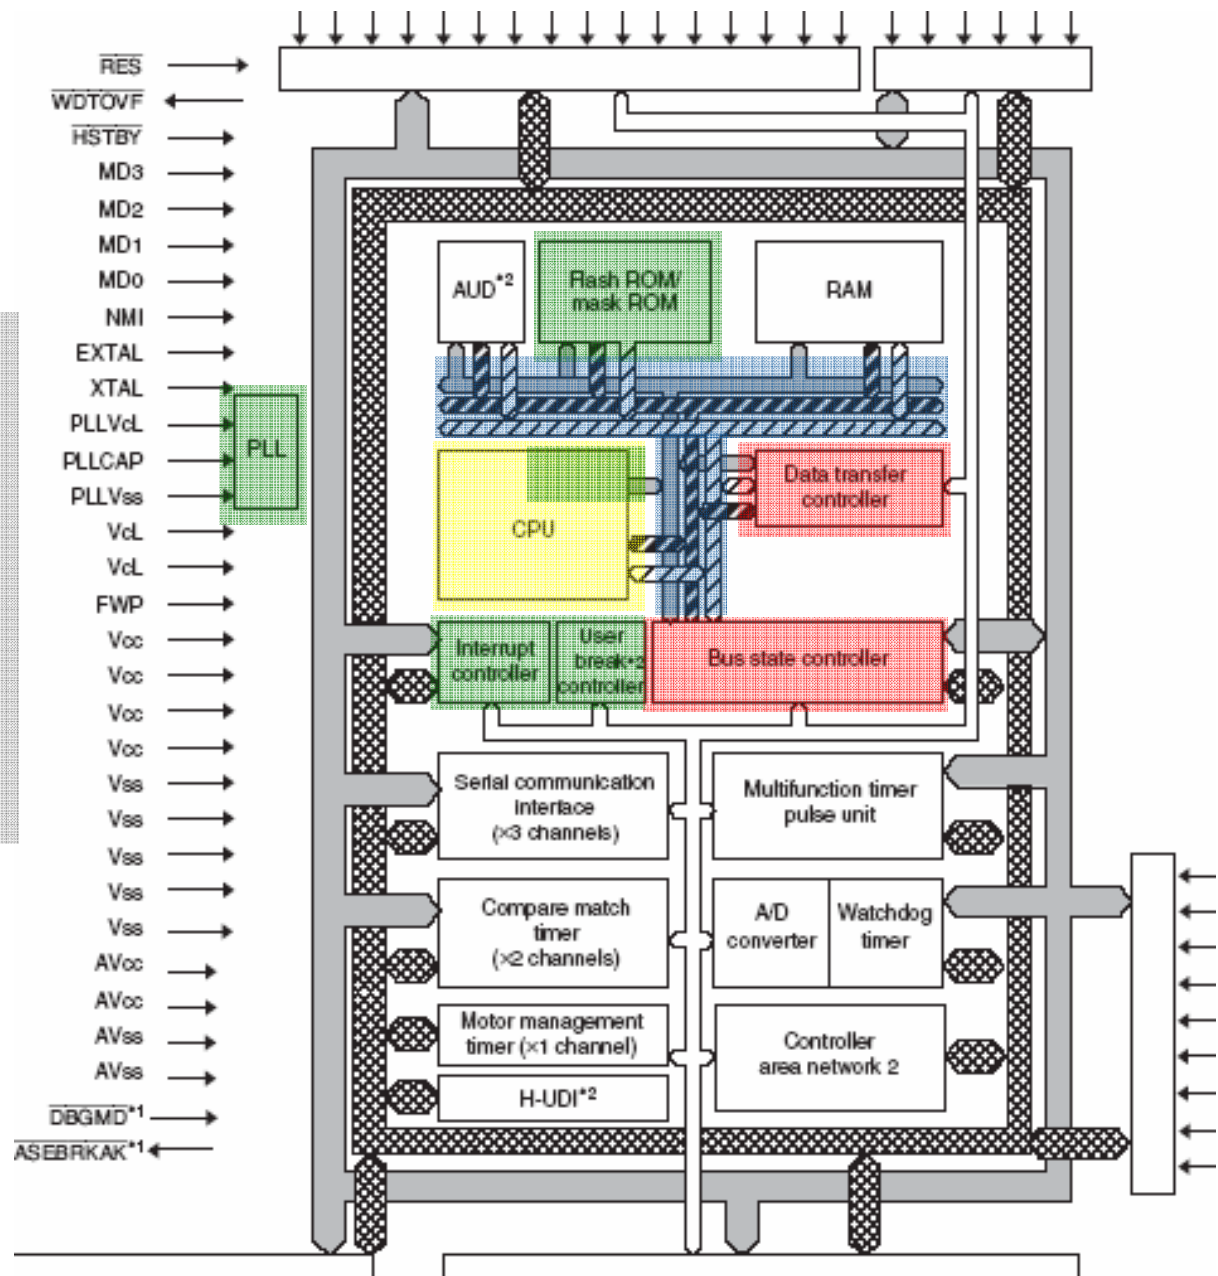 RES
WDTOVF
HSTBY
MD3
MD2
MD1
MD0
NMI
EXTAL
XTAL
PLLVCL
PLLCAP
PLLVSS
VCL
VCL
FWP
VCC
VCC
VCC
VCC
VSS
VSS
VSS
VSS
VSS
AVCC
AVCC
AVSS
AVSS
DBGMD*1
ASEBRKAK*1
PLL
AUD*2
Flash ROM/
mask ROM
RAM
CPU
Data transfer
controller
Interrupt
controller
User
break*2
controller
Bus state controller
Serial communication
interface
(×3 channels)
Multifunction timer
pulse unit
Compare match
timer
(×2 channels)
A/D
converter
Watchdog
timer
Motor management
timer (×1 channel)
Controller
area network 2
H-UDI*2